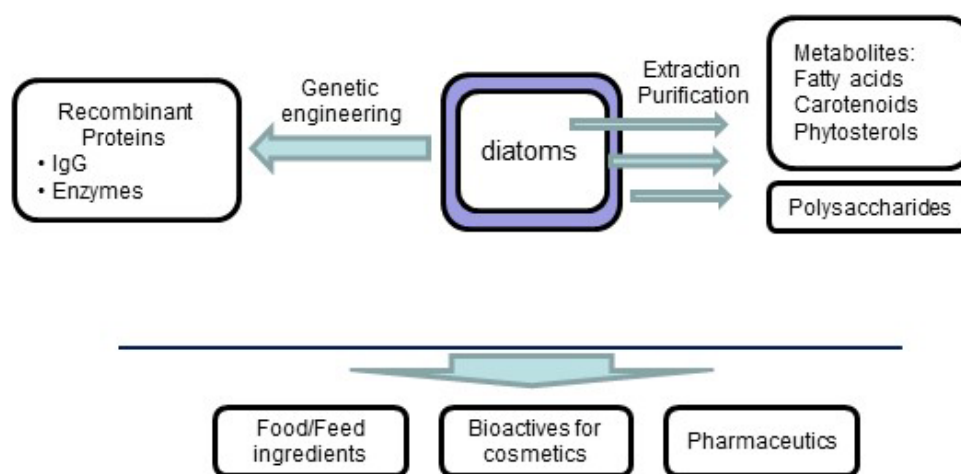 Recombinant
Proteins
• IgG
• Enzymes
Genetic
engineering
diatoms
Extraction
Purification
Metabolites:
Fatty acids
Carotenoids
Phytosterols
Polysaccharides
Food/Feed
ingredients
Bioactives for
cosmetics
Pharmaceutics